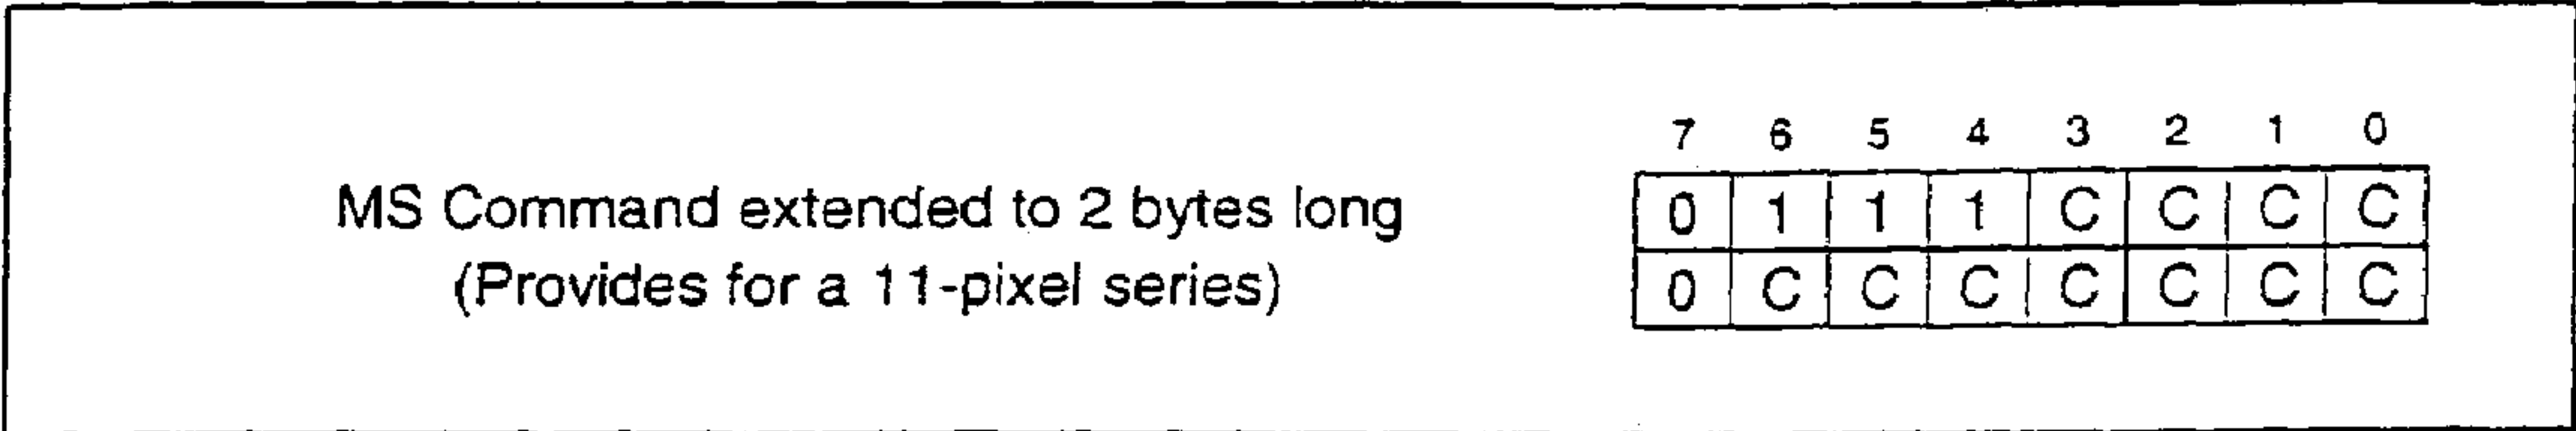 7 6 5 4 3 2 1 0
MS Command extended to 2 bytes long 0 1 1 1 C C C C
(Provides for a 11-pixel series) 0 C C C C C C C